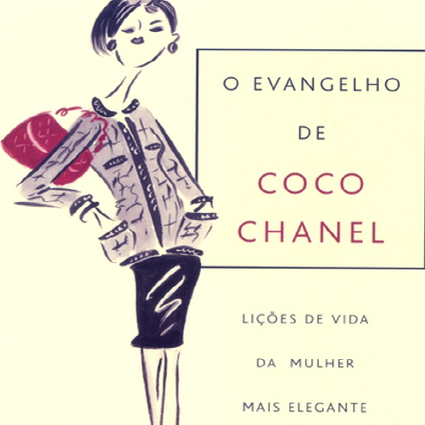 O EVANGELHO
DE
COCO
CHANEL
LIÇÕES DE VIDA
DA MULHER
MAIS ELEGANTE